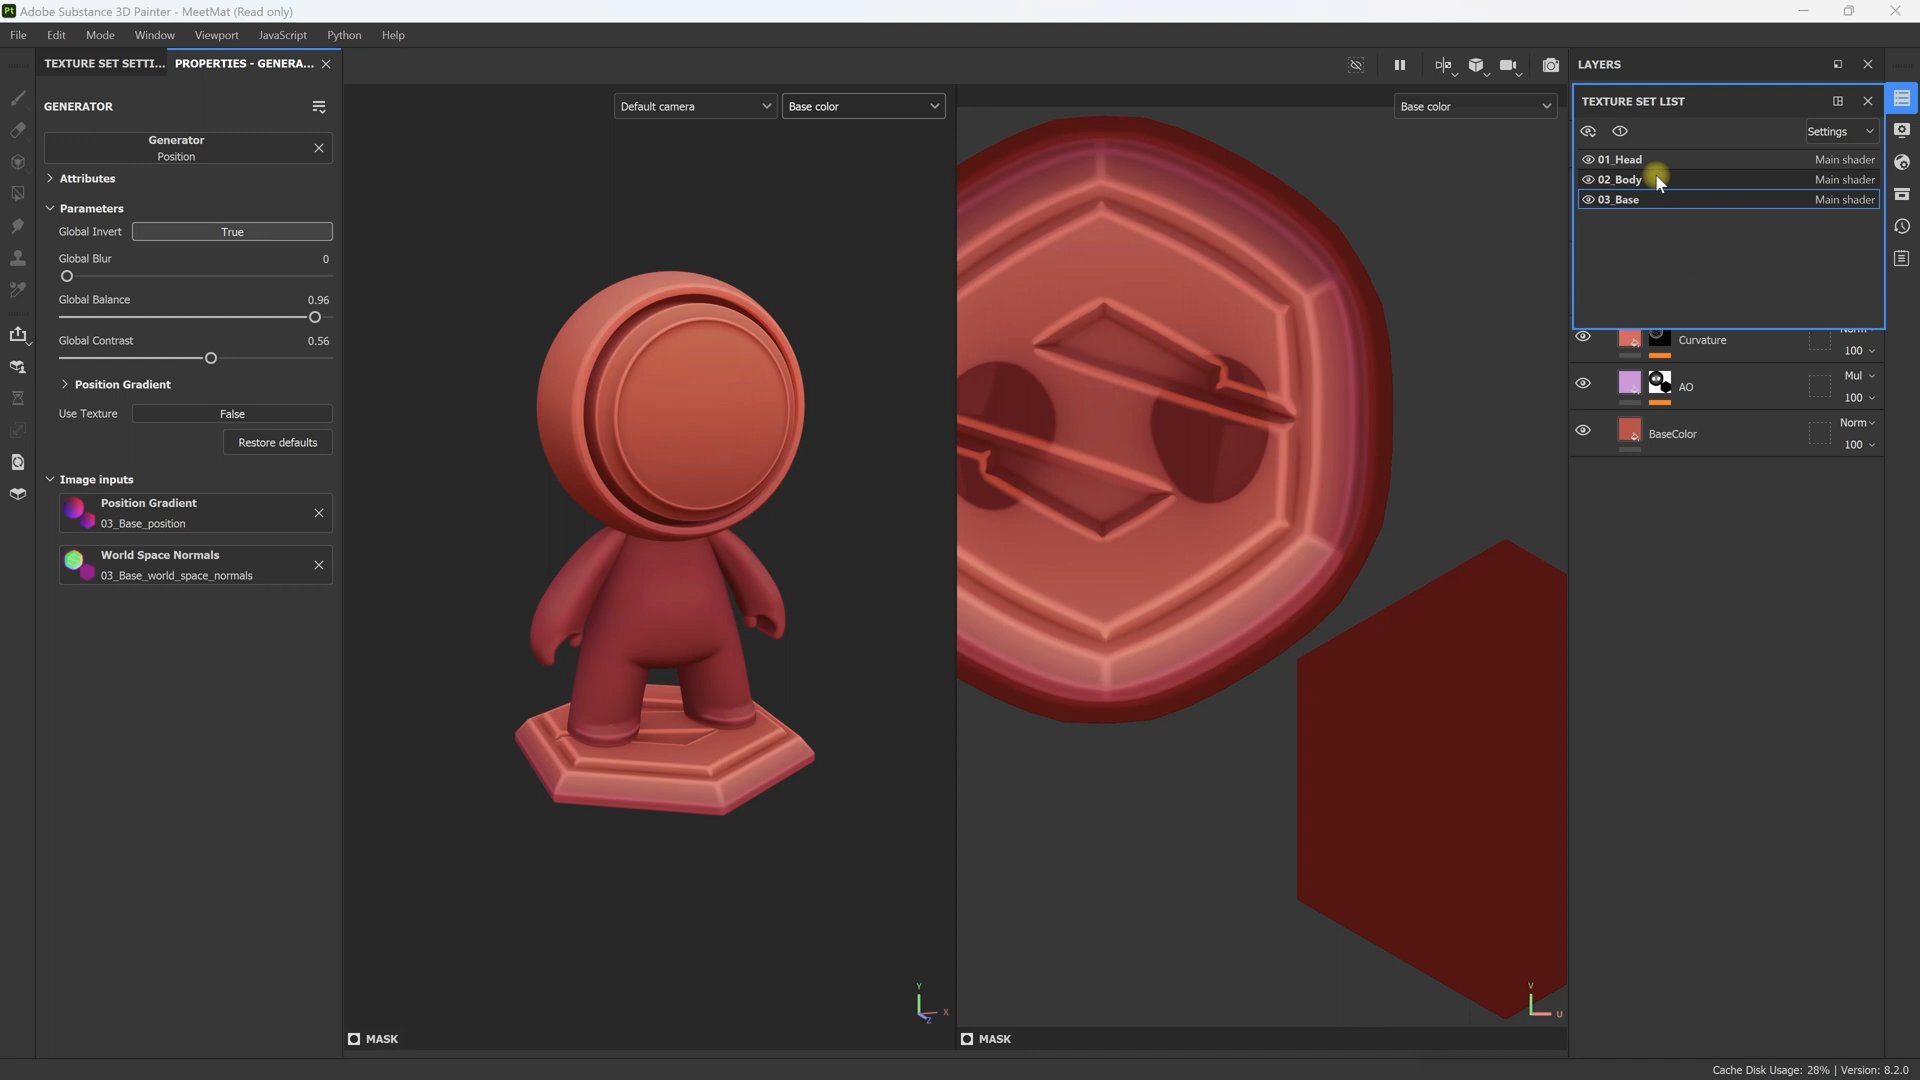 Pt Adobe Substance 3D Painter - MeetMat (Read only)
File Edit Mode Window Viewport JavaScript Python Help
TEXTURE SET SETTI... PROPERTIES - GENERA...
LAYERS
GENERATOR
Default camera
Base color
Base color
TEXTURE SET LIST
Settings
01_Head Main shader
02_Body Main shader
03_Base Main shader
Generator
Position
Attributes
Parameters
Global Invert True
Global Blur 0
Global Balance 0.96
Global Contrast 0.56
Position Gradient
Use Texture False
Restore defaults
Image inputs
Position Gradient
03_Base_position
World Space Normals
03_Base_world_space_normals
Norm
Curvature
100
Mul
AO
100
Norm
BaseColor
100
Y
X
Z
V
U
MASK
MASK
Cache Disk Usage: 28% | Version: 8.2.0